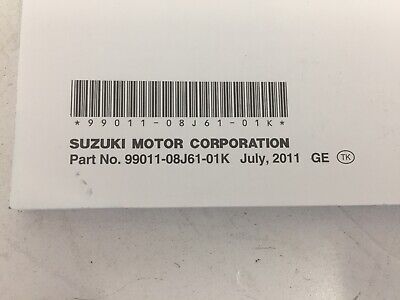 *99011-08J61-01K*
SUZUKI MOTOR CORPORATION
Part No. 99011-08J61-01K July, 2011 GE TK